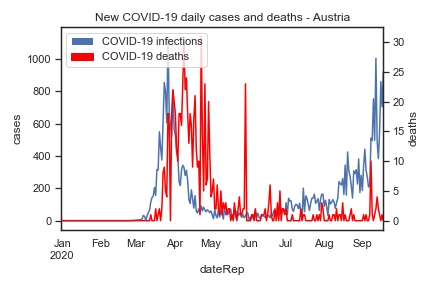 New COVID-19 daily cases and deaths - Austria
COVID-19 infections
COVID-19 deaths
1000
800
600
400
200
0
cases
30
25
20
15
10
5
0
deaths
Jan Feb Mar Apr May Jun Jul Aug Sep
2020
dateRep